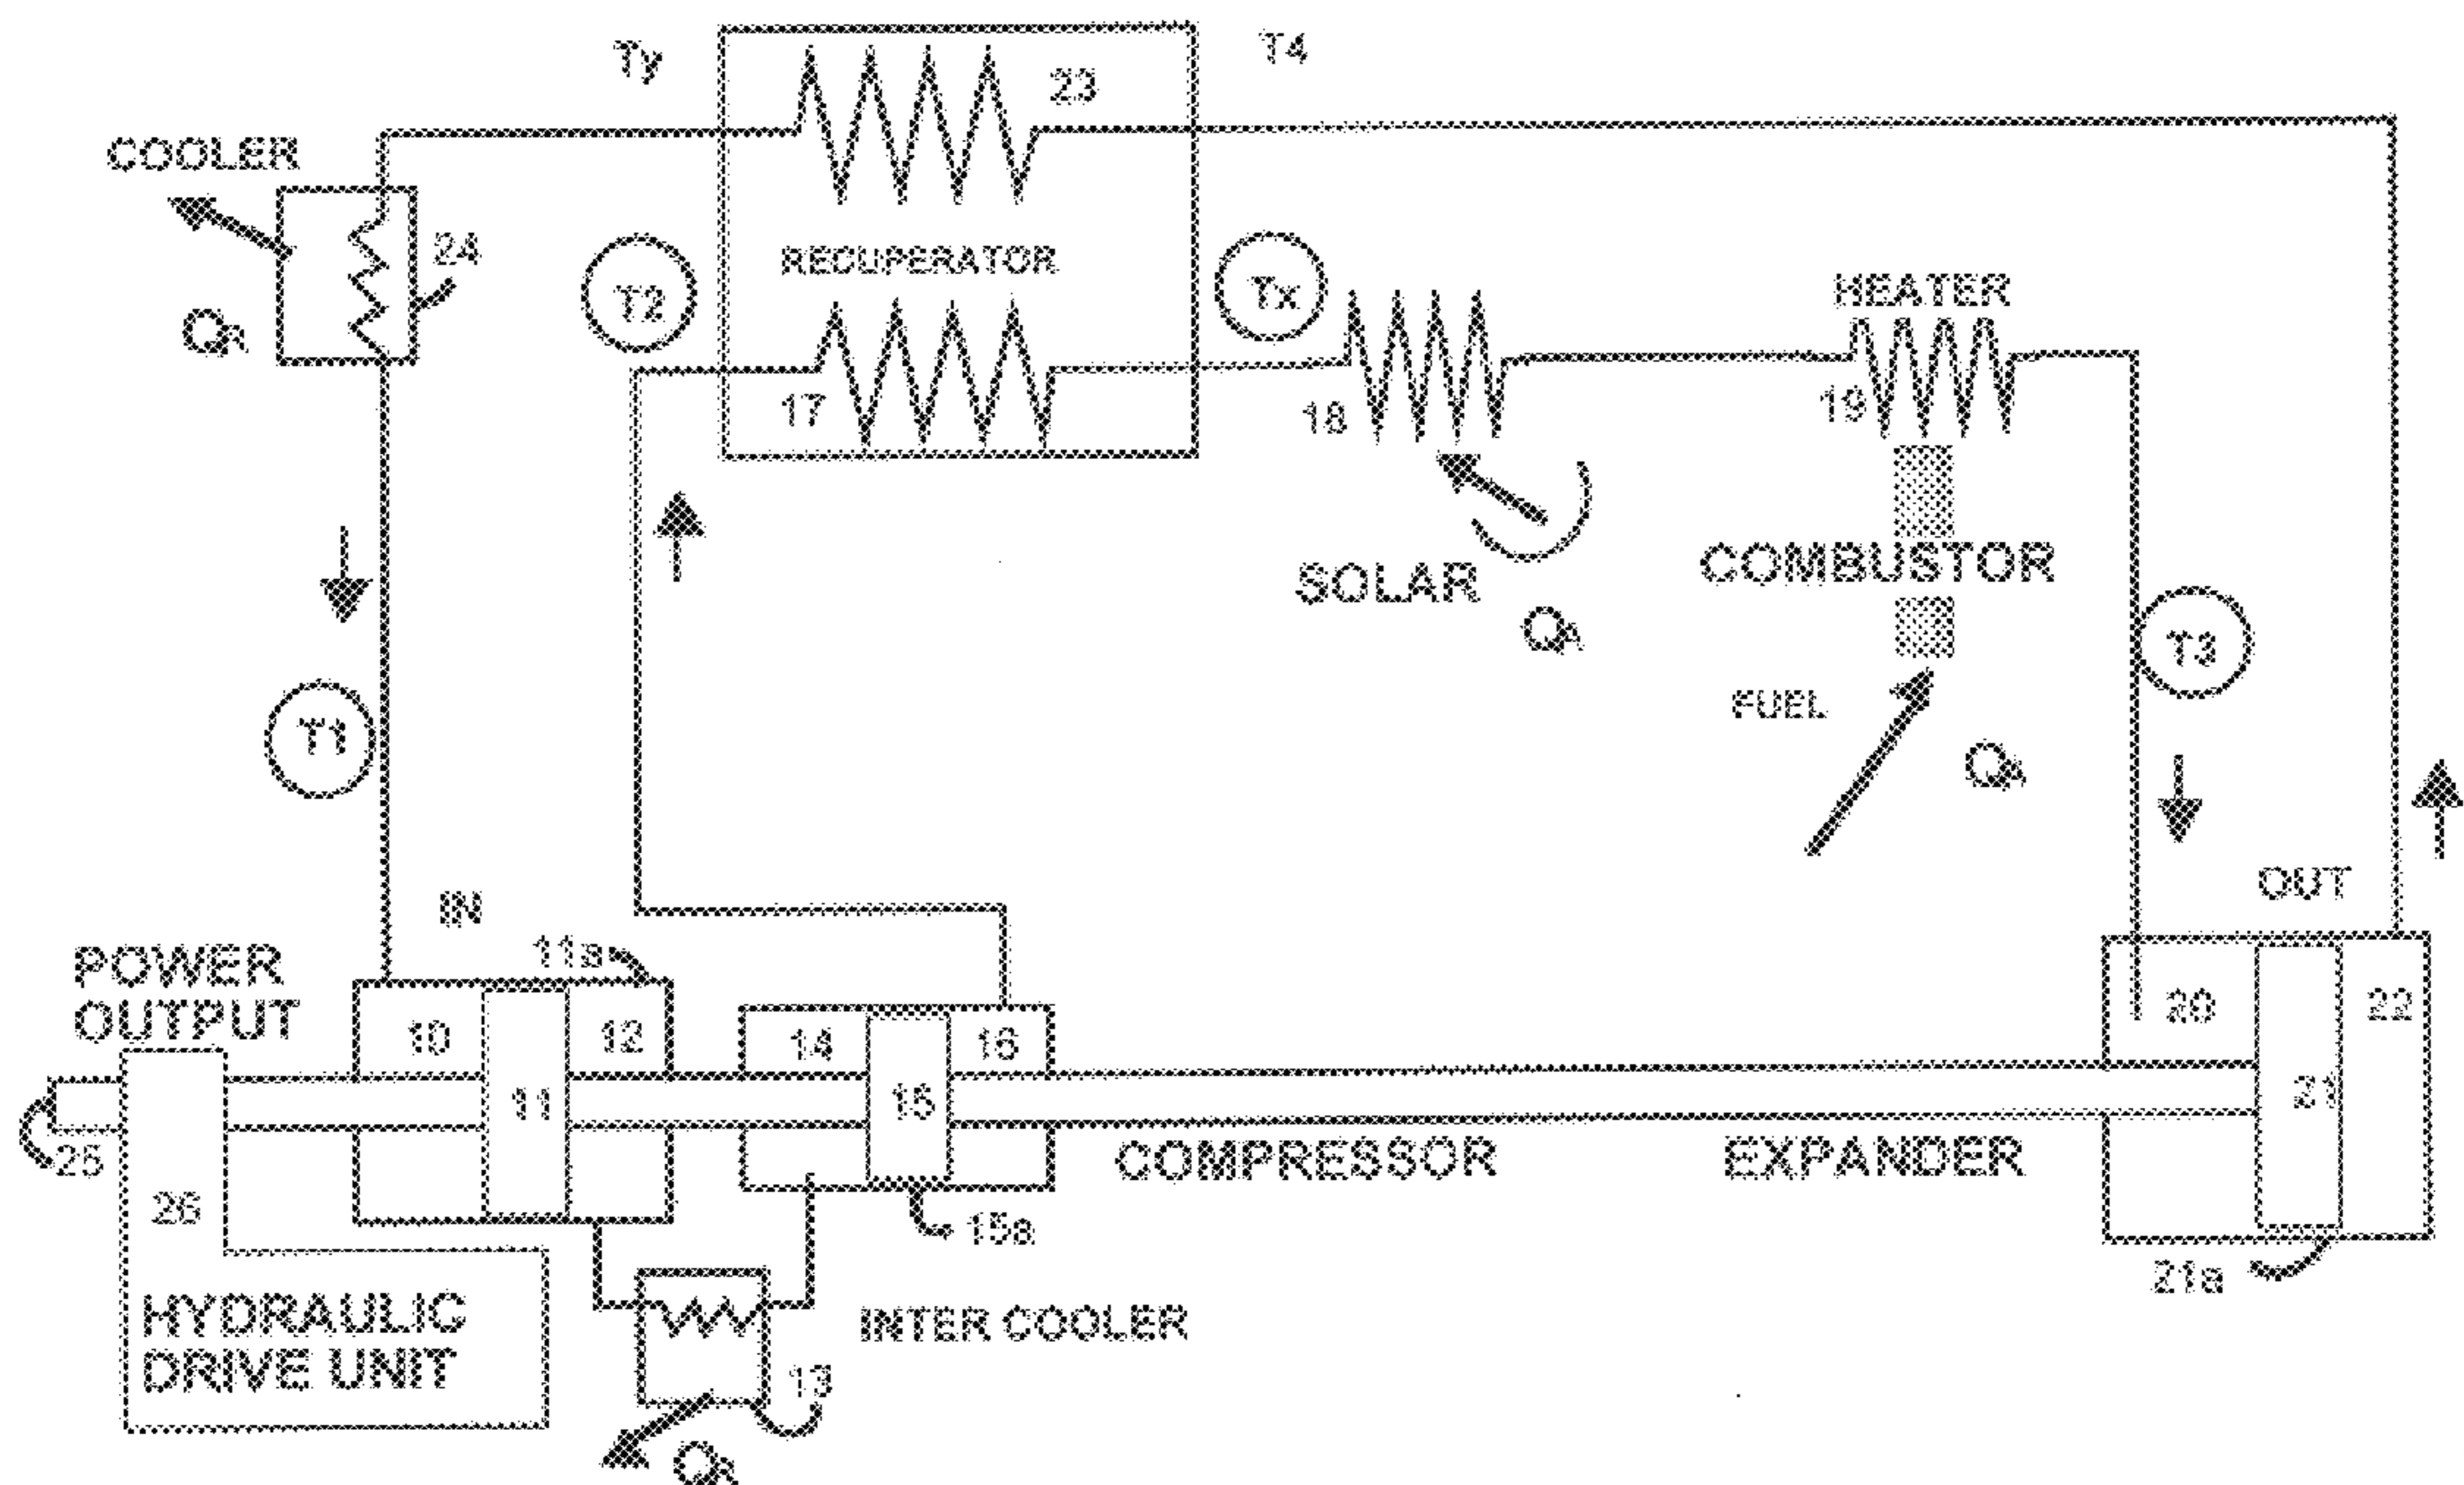 Ty
T4
23
COOLER
24
RECUPERATOR
T2
Tx
HEATER
QR
17
18
19
SOLAR
COMBUSTOR
QA
T3
FUEL
T1
QA
OUT
IN
11a
POWER
OUTPUT
10
12
14
16
20
22
11
15
21
25
COMPRESSOR
EXPANDER
26
15a
21a
HYDRAULIC
DRIVE UNIT
INTER COOLER
13
QR